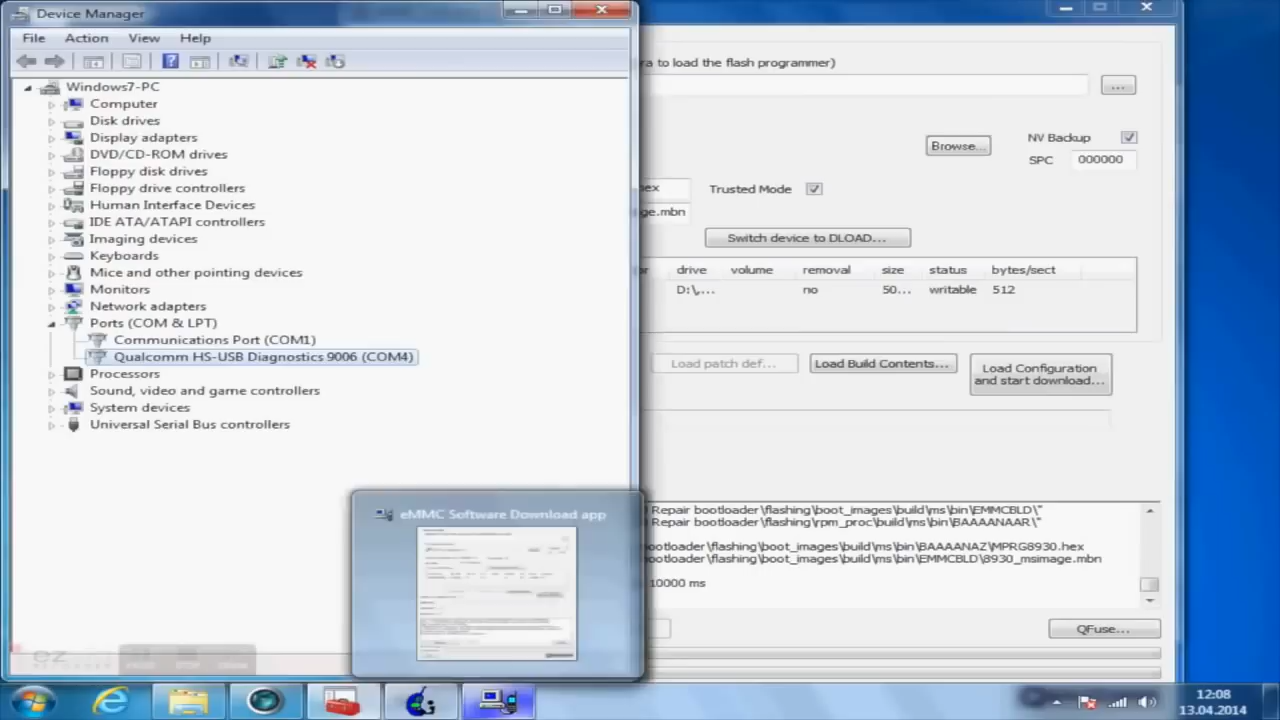 Device Manager
File Action View Help
Windows7-PC
Computer
Disk drives
Display adapters
DVD/CD-ROM drives
Floppy disk drives
Floppy drive controllers
Human Interface Devices
IDE ATA/ATAPI controllers
Imaging devices
Keyboards
Mice and other pointing devices
Monitors
Network adapters
Ports (COM & LPT)
Communications Port (COM1)
Qualcomm HS-USB Diagnostics 9006 (COM4)
Processors
Sound, video and game controllers
System devices
Universal Serial Bus controllers
to load the flash programmer)
...
Browse...
NV Backup
SPC 000000
Trusted Mode
ge.mbn
Switch device to DLOAD...
drive volume removal size status bytes/sect
D:\,... no 50... writable 512
Load patch def...
Load Build Contents...
Load Configuration
and start download...
Repair bootloader\flashing\boot_images\build\ms\bin\EMMCBLD\"
Repair bootloader\flashing\rpm_proc\build\ms\bin\BAAAANAAR\"
ootloader\flashing\boot_images\build\ms\bin\BAAAANAZ\MPRG8930.hex
ootloader\flashing\boot_images\build\ms\bin\EMMCBLD\8930_msimage.mbn
10000 ms
QFuse...
eMMC Software Download app
ez
12:08
13.04.2014